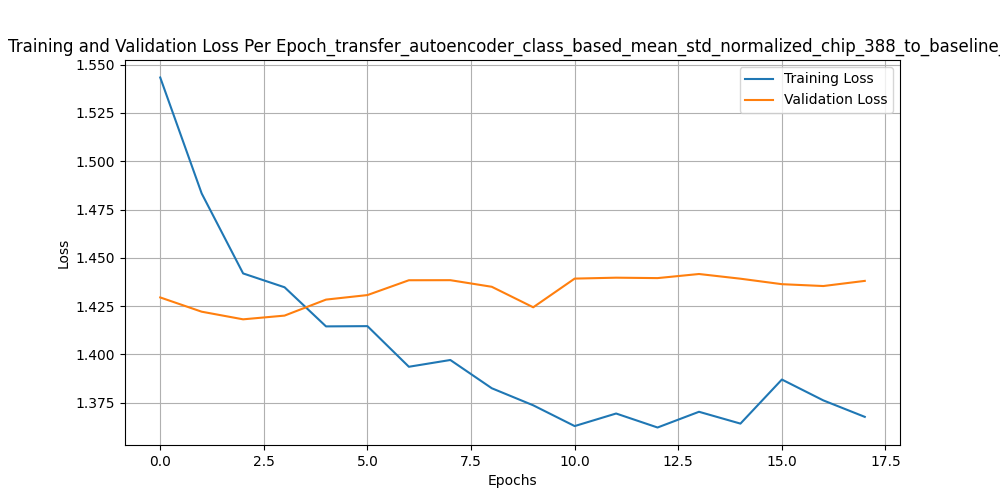 Training and Validation Loss Per Epoch_transfer_autoencoder_class_based_mean_std_normalized_chip_388_to_baseline_
Training Loss
Validation Loss
1.550
1.525
1.500
1.475
1.450
1.425
1.400
1.375
Loss
0.0 2.5 5.0 7.5 10.0 12.5 15.0 17.5
Epochs